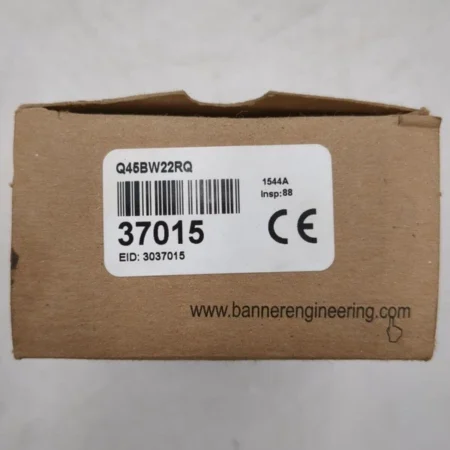 Q45BW22RQ
1544A
Insp:88
37015
EID: 3037015
CE
www.bannerengineering.com